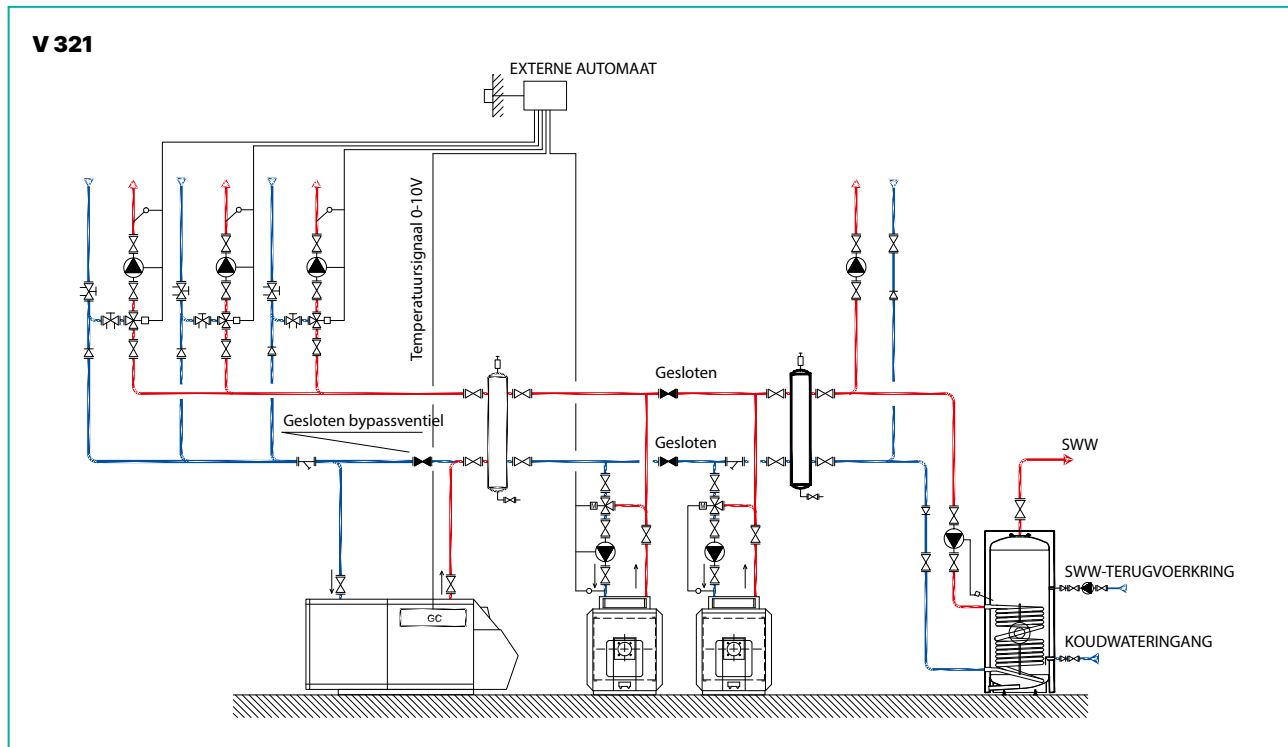 V 321
EXTERNE AUTOMAAT
Temperatuursignaal 0-10V
Gesloten
Gesloten bypassventiel
Gesloten
SWW
SWW-TERUGVOERKRING
KOUDWATERINGANG
GC